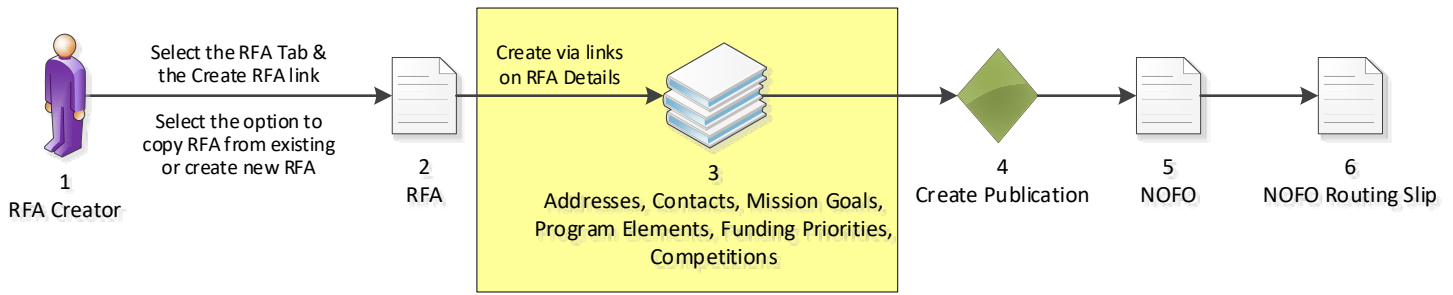 Select the RFA Tab &
the Create RFA link
Select the option to
copy RFA from existing
or create new RFA
1
RFA Creator
2
RFA
Create via links
on RFA Details
3
Addresses, Contacts, Mission Goals,
Program Elements, Funding Priorities,
Competitions
4
Create Publication
5
NOFO
6
NOFO Routing Slip